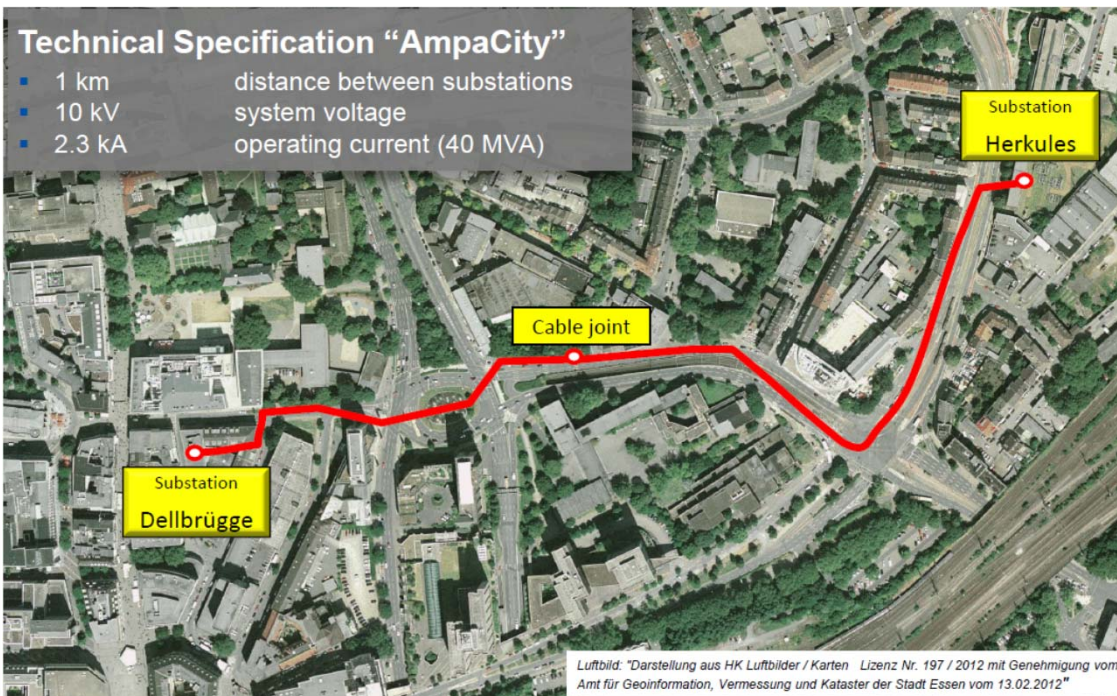 Technical Specification “AmpaCity”
▪ 1 km distance between substations
▪ 10 kV system voltage
▪ 2.3 kA operating current (40 MVA)
Substation
Herkules
Cable joint
Substation
Dellbrügge
Luftbild: "Darstellung aus HK Luftbilder / Karten Lizenz Nr. 197 / 2012 mit Genehmigung vom
Amt für Geoinformation, Vermessung und Kataster der Stadt Essen vom 13.02.2012"